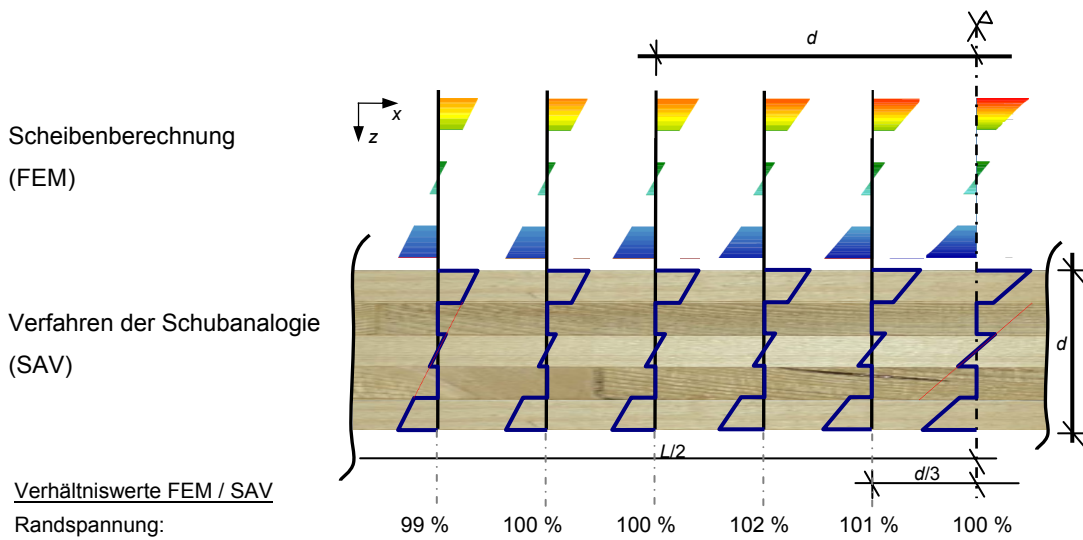 d
x
z
Scheibenberechnung
(FEM)
Verfahren der Schubanalogie
(SAV)
d
L/2
d/3
Verhältniswerte FEM / SAV
Randspannung: 99 % 100 % 100 % 102 % 101 % 100 %